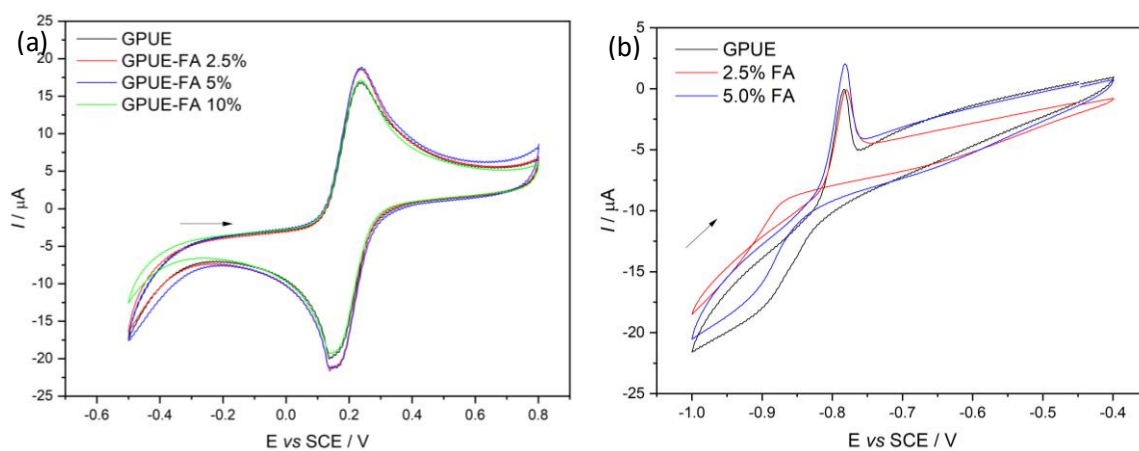 (a)
GPUE
GPUE-FA 2.5%
GPUE-FA 5%
GPUE-FA 10%
25
20
15
10
5
0
-5
-10
-15
-20
-25
I / μA
-0.6
-0.4
-0.2
0.0
0.2
0.4
0.6
0.8
E vs SCE / V
(b)
GPUE
2.5% FA
5.0% FA
5
0
-5
-10
-15
-20
-25
I / μA
-1.0
-0.9
-0.8
-0.7
-0.6
-0.5
-0.4
E vs SCE / V